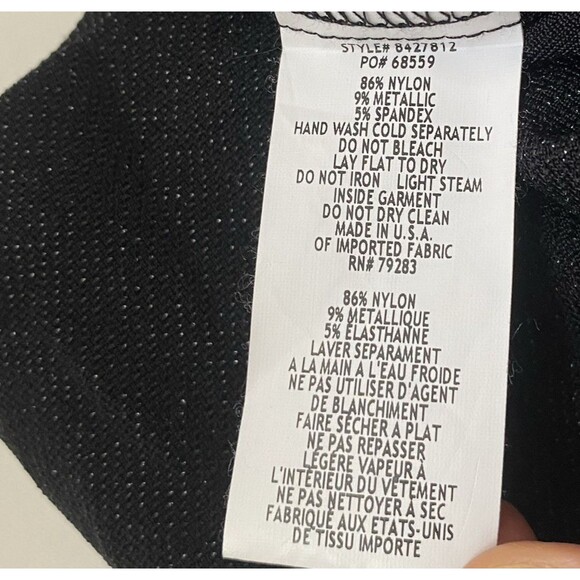 STYLE# 8427812
PO# 68559
86% NYLON
9% METALLIC
5% SPANDEX
HAND WASH COLD SEPARATELY
DO NOT BLEACH
LAY FLAT TO DRY
DO NOT IRON LIGHT STEAM
INSIDE GARMENT
DO NOT DRY CLEAN
MADE IN U.S.A.
OF IMPORTED FABRIC
RN# 79283
86% NYLON
9% METALLIQUE
5% ÉLASTHANNE
LAVER SEPARAMENT
A LA MAIN A L'EAU FROIDE
NE PAS UTILISER D'AGENT
DE BLANCHIMENT
FAIRE SÉCHER A PLAT
NE PAS REPASSER
LÉGÈRE VAPEUR À
L'INTÉRIEUR DU VÊTEMENT
NE PAS NETTOYER À SEC
FABRIQUÉ AUX ETATS-UNIS
DE TISSU IMPORTE